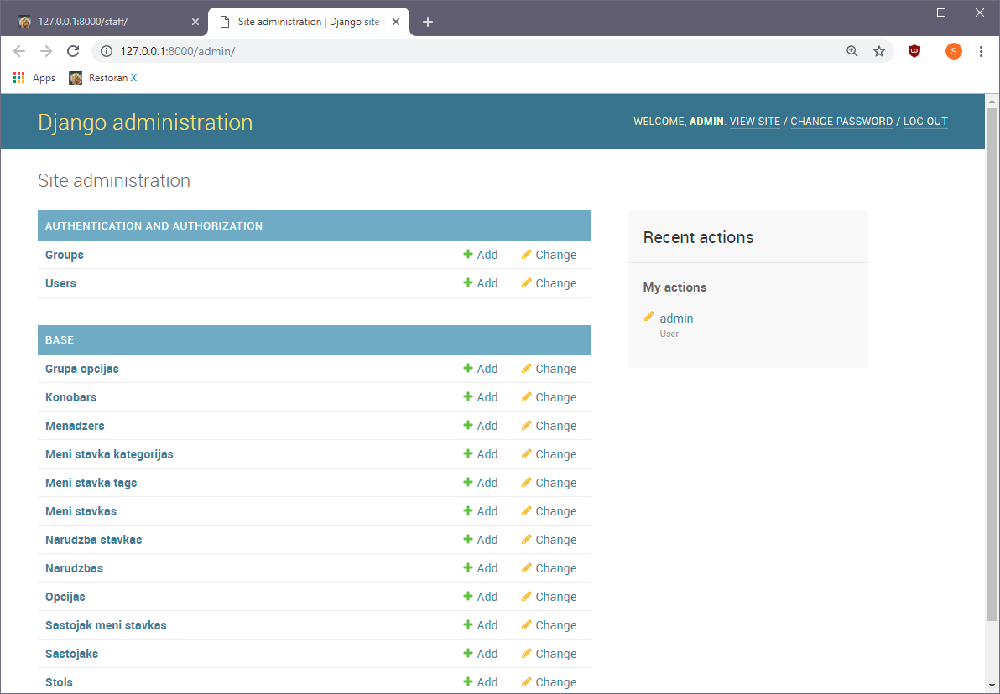 127.0.0.1:8000/staff/
Site administration | Django site
127.0.0.1:8000/admin/
S
Apps
Restoran X
Django administration
WELCOME, ADMIN. VIEW SITE / CHANGE PASSWORD / LOG OUT
Site administration
AUTHENTICATION AND AUTHORIZATION
Groups Add Change
Users Add Change
BASE
Grupa opcijas Add Change
Konobars Add Change
Menadzers Add Change
Meni stavka kategorijas Add Change
Meni stavka tags Add Change
Meni stavkas Add Change
Narudzba stavkas Add Change
Narudzbas Add Change
Opcijas Add Change
Sastojak meni stavkas Add Change
Sastojaks Add Change
Stols Add Change
Recent actions
My actions
admin
User